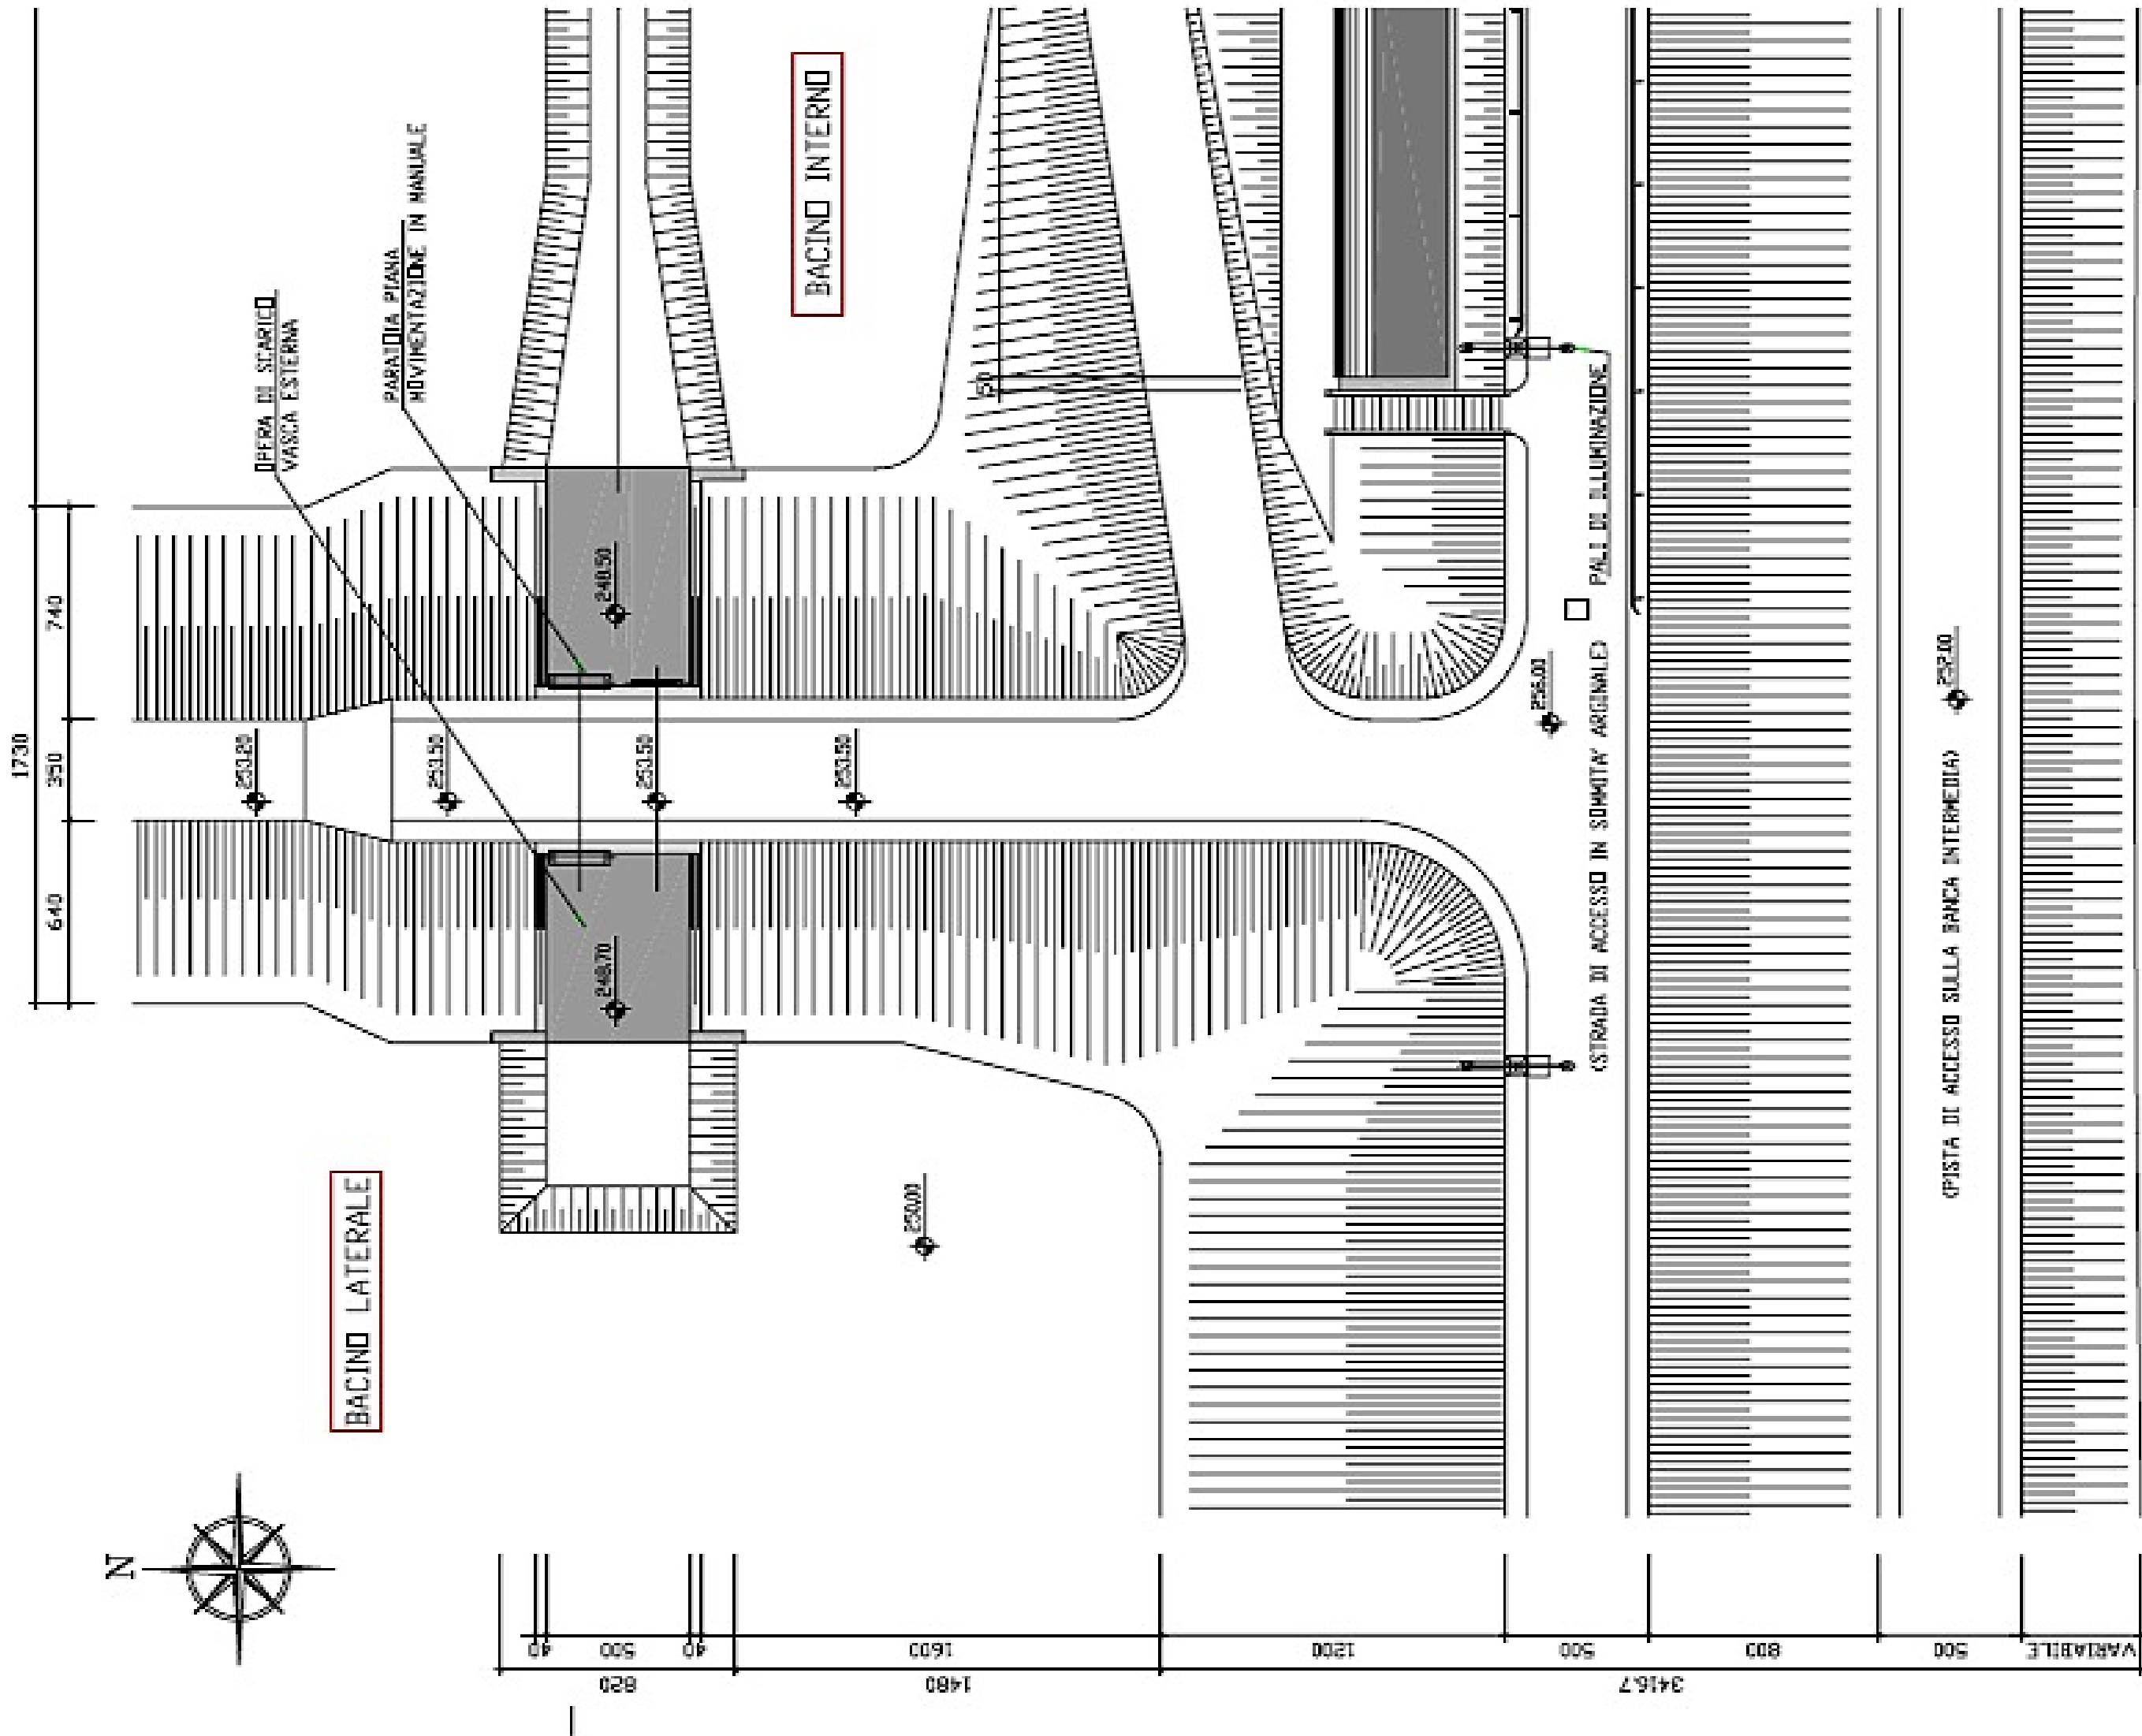 OPERA DI SCARICO
VASCA ESTERNA
PARATOIA PIANA
MOVIMENTAZIONE IN MANUALE
BACINO INTERNO
BACINO LATERALE
1730
740
350
640
253.20
253.50
253.50
253.50
248.50
248.70
250.00
50
256.00
252.00
PALI DI ILLUMINAZIONE
(STRADA DI ACCESSO IN SOMMITA' ARGINALE)
(PISTA DI ACCESSO SULLA BANCA INTERMEDIA)
N
40
500
40
1600
1200
500
800
500
VARIABILE
820
1480
3416.7